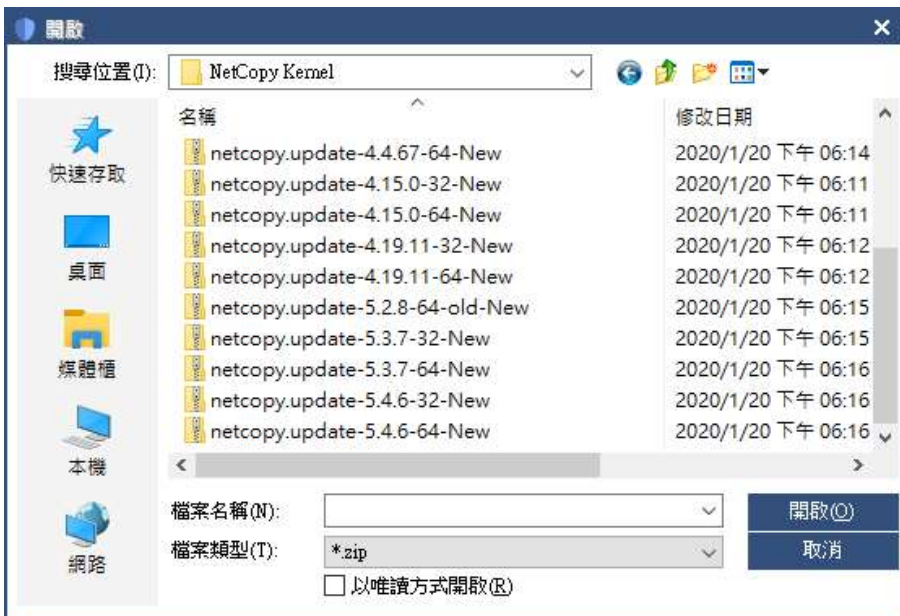 開啟
搜尋位置(I): NetCopy Kernel
名稱 修改日期
netcopy.update-4.4.67-64-New 2020/1/20 下午 06:14
netcopy.update-4.15.0-32-New 2020/1/20 下午 06:11
netcopy.update-4.15.0-64-New 2020/1/20 下午 06:11
netcopy.update-4.19.11-32-New 2020/1/20 下午 06:12
netcopy.update-4.19.11-64-New 2020/1/20 下午 06:12
netcopy.update-5.2.8-64-old-New 2020/1/20 下午 06:15
netcopy.update-5.3.7-32-New 2020/1/20 下午 06:15
netcopy.update-5.3.7-64-New 2020/1/20 下午 06:16
netcopy.update-5.4.6-32-New 2020/1/20 下午 06:16
netcopy.update-5.4.6-64-New 2020/1/20 下午 06:16
快速存取
桌面
媒體櫃
本機
網路
檔案名稱(N): 開啟(O)
檔案類型(T): *.zip 取消
以唯讀方式開啟(R)